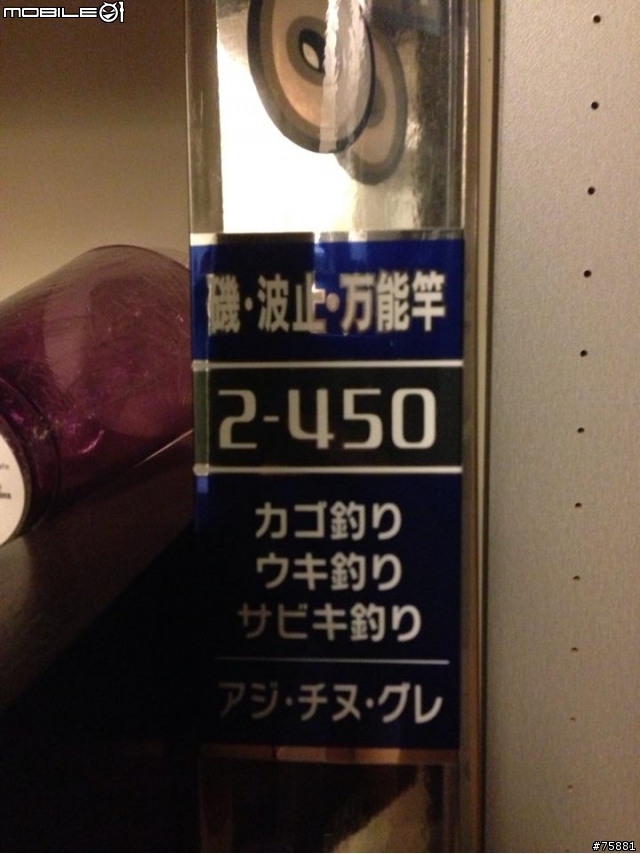 MOBILE01
磯・波止・万能竿
2-450
カゴ釣り
ウキ釣り
サビキ釣り
アジ・チヌ・グレ
#75881